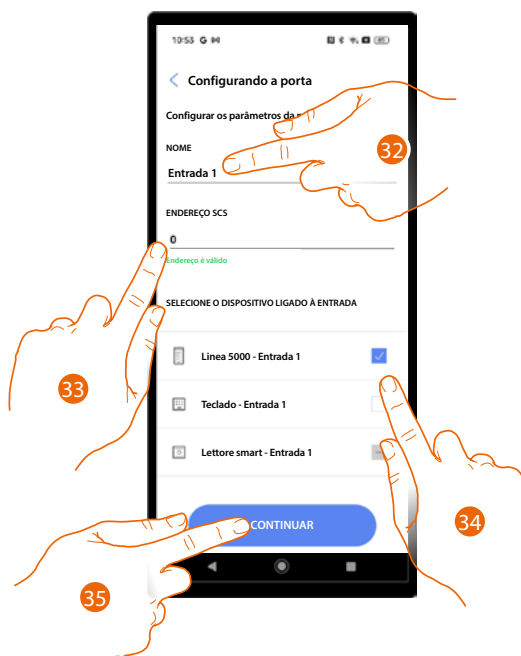 10:53 G
Configurando a porta
Configurar os parâmetros da
NOME
32
Entrada 1
ENDEREÇO SCS
0
Endereço é válido
SELECIONE O DISPOSITIVO LIGADO À ENTRADA
Linea 5000 - Entrada 1
33
Teclado - Entrada 1
Lettore smart - Entrada 1
34
CONTINUAR
35